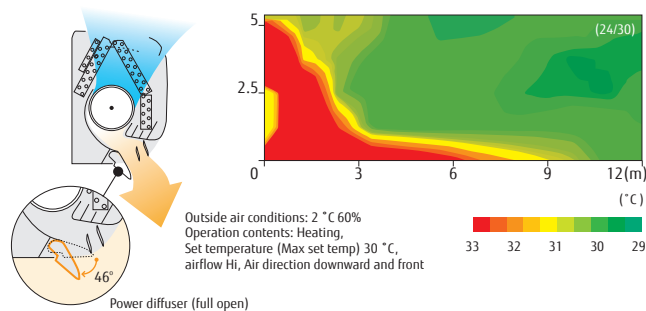 5
(24/30)
2.5
0
3
6
9
12(m)
(˚C)
33
32
31
30
29
Outside air conditions: 2 ˚C 60%
Operation contents: Heating,
Set temperature (Max set temp) 30 ˚C,
airflow Hi, Air direction downward and front
46°
Power diffuser (full open)